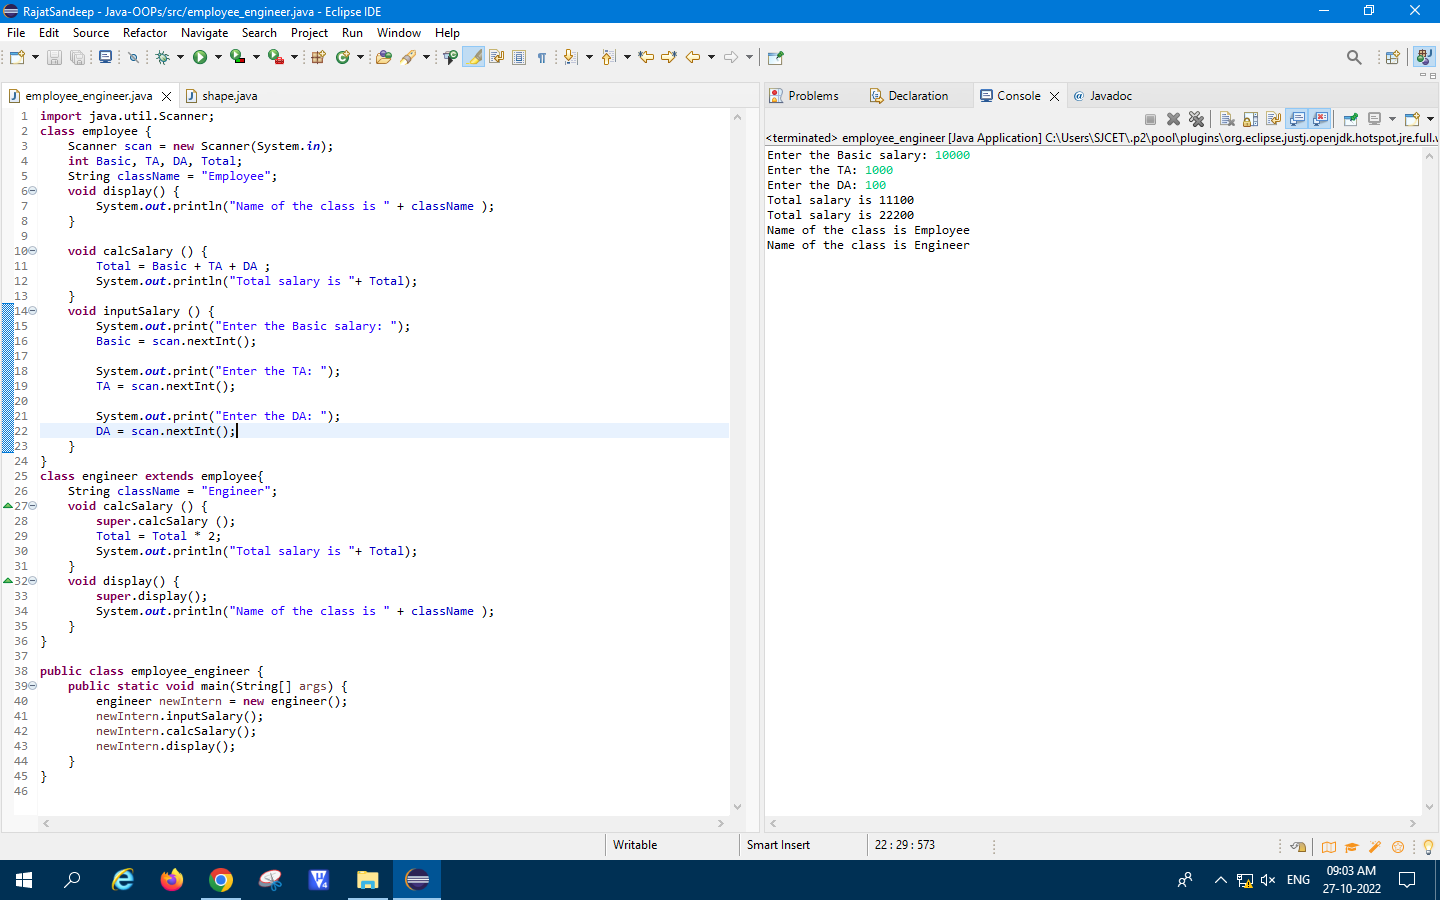 RajatSandeep - Java-OOPs/src/employee_engineer.java - Eclipse IDE
File Edit Source Refactor Navigate Search Project Run Window Help
employee_engineer.java shape.java
1 import java.util.Scanner;
2 class employee {
3 Scanner scan = new Scanner(System.in);
4 int Basic, TA, DA, Total;
5 String className = "Employee";
6 void display() {
7 System.out.println("Name of the class is " + className );
8 }
9
10 void calcSalary () {
11 Total = Basic + TA + DA ;
12 System.out.println("Total salary is "+ Total);
13 }
14 void inputSalary () {
15 System.out.print("Enter the Basic salary: ");
16 Basic = scan.nextInt();
17
18 System.out.print("Enter the TA: ");
19 TA = scan.nextInt();
20
21 System.out.print("Enter the DA: ");
22 DA = scan.nextInt();
23 }
24 }
25 class engineer extends employee{
26 String className = "Engineer";
27 void calcSalary () {
28 super.calcSalary ();
29 Total = Total * 2;
30 System.out.println("Total salary is "+ Total);
31 }
32 void display() {
33 super.display();
34 System.out.println("Name of the class is " + className );
35 }
36 }
37
38 public class employee_engineer {
39 public static void main(String[] args) {
40 engineer newIntern = new engineer();
41 newIntern.inputSalary();
42 newIntern.calcSalary();
43 newIntern.display();
44 }
45 }
46
Problems Declaration Console @ Javadoc
<terminated> employee_engineer [Java Application] C:\Users\SJCET\.p2\pool\plugins\org.eclipse.justj.openjdk.hotspot.jre.full.
Enter the Basic salary: 10000
Enter the TA: 1000
Enter the DA: 100
Total salary is 11100
Total salary is 22200
Name of the class is Employee
Name of the class is Engineer
Writable Smart Insert 22 : 29 : 573
ENG 09:03 AM
27-10-2022